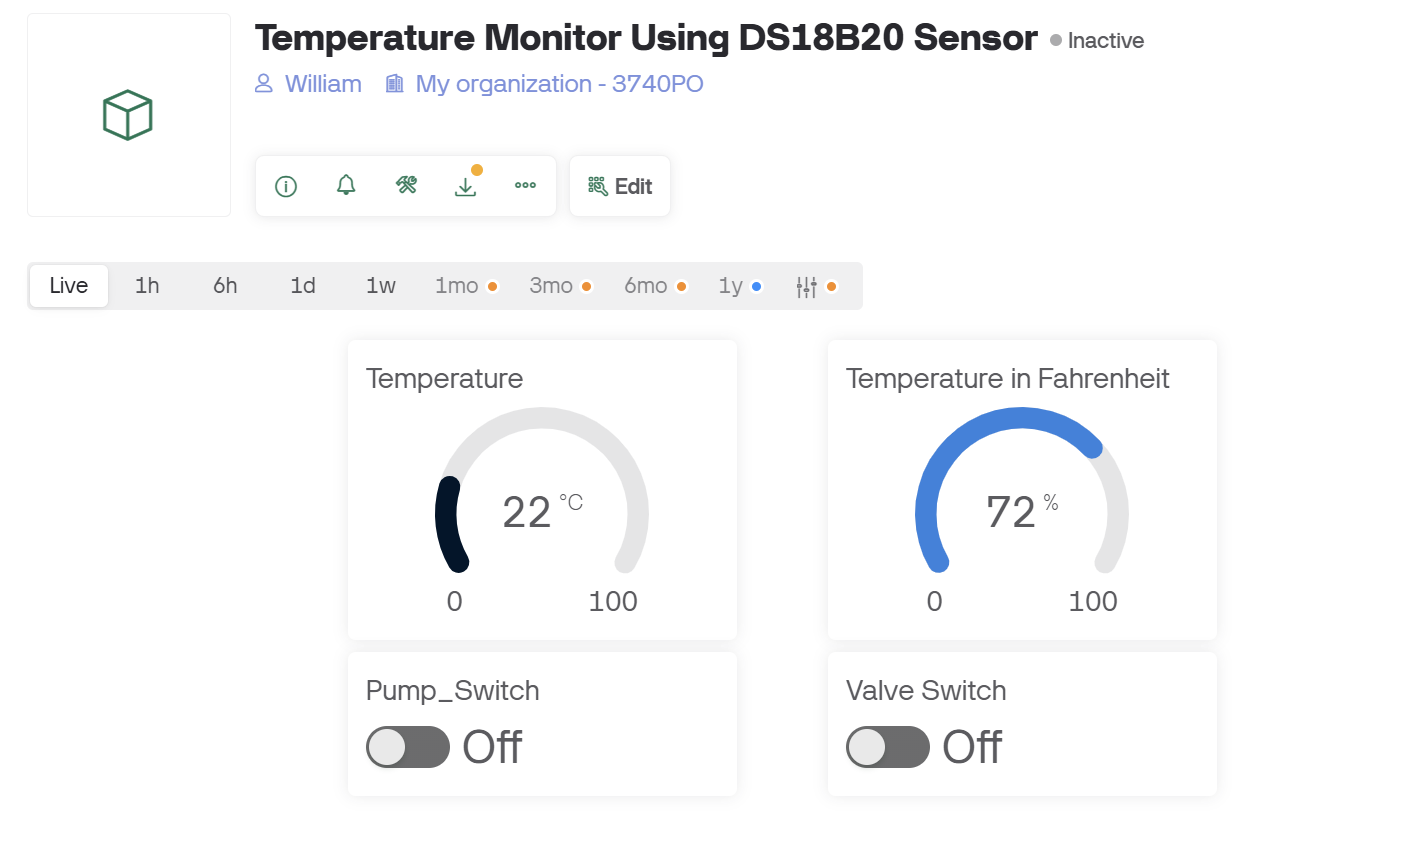 Temperature Monitor Using DS18B20 Sensor Inactive
William My organization - 3740PO
Edit
Live 1h 6h 1d 1w 1mo 3mo 6mo 1y
Temperature
22 °C
0 100
Temperature in Fahrenheit
72 %
0 100
Pump_Switch
Off
Valve Switch
Off